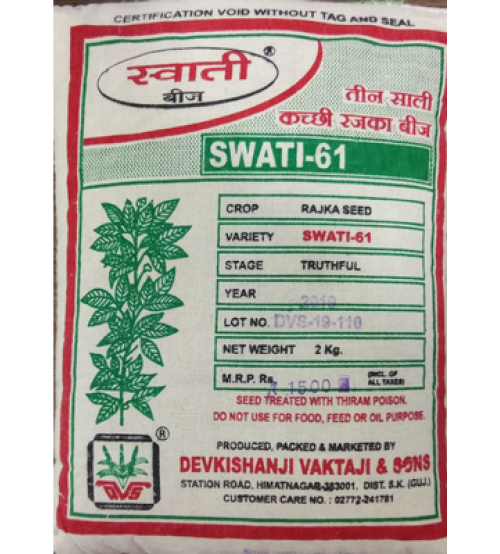 CERTIFICATION VOID WITHOUT TAG AND SEAL
स्वाती ®
बीज
तीन साली
कच्छी रजका बीज
SWATI-61
CROP RAJKA SEED
VARIETY SWATI-61
STAGE TRUTHFUL
YEAR 2019
LOT NO. DVS-19-110
NET WEIGHT 2 Kg.
M.R.P. Rs. 1500 (INCL. OF
ALL TAXES)
SEED TREATED WITH THIRAM POISON.
DO NOT USE FOR FOOD, FEED OR OIL PURPOSE.
®
DVS
PRODUCED, PACKED & MARKETED BY
DEVKISHANJI VAKTAJI & SONS
STATION ROAD, HIMATNAGAR-383001. DIST. S.K. (GUJ.)
CUSTOMER CARE NO. : 02772-241781